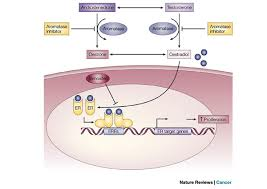 Androstenedione
Testosterone
Aromatase
inhibitor
Aromatase
Aromatase
Aromatase
inhibitor
Oestrone
Oestradiol
ER
ER
EREs
ER target genes
Proliferation
Nature Reviews | Cancer